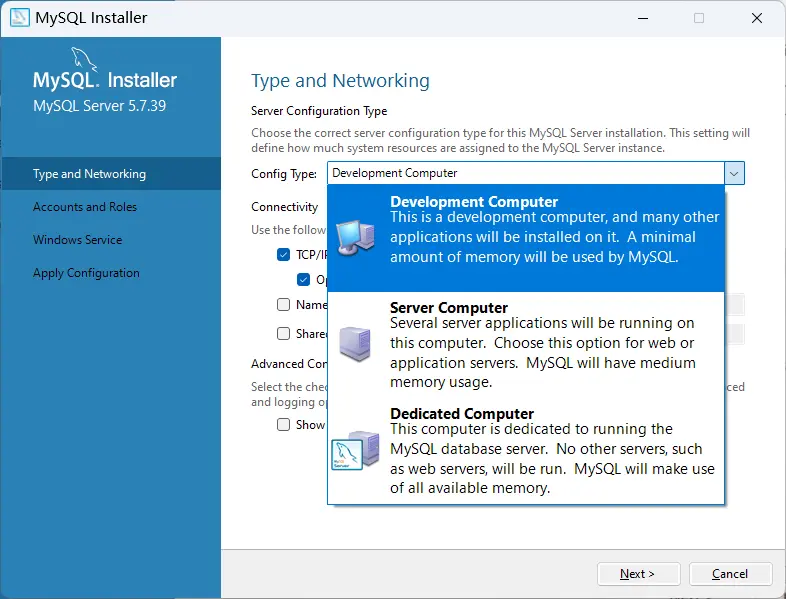 MySQL Installer
MySQL. Installer
MySQL Server 5.7.39
Type and Networking
Accounts and Roles
Windows Service
Apply Configuration
Type and Networking
Server Configuration Type
Choose the correct server configuration type for this MySQL Server installation. This setting will
define how much system resources are assigned to the MySQL Server instance.
Config Type: Development Computer
Development Computer
This is a development computer, and many other
applications will be installed on it. A minimal
amount of memory will be used by MySQL.
Server Computer
Several server applications will be running on
this computer. Choose this option for web or
application servers. MySQL will have medium
memory usage.
Dedicated Computer
This computer is dedicated to running the
MySQL database server. No other servers, such
as web servers, will be run. MySQL will make use
of all available memory.
Connectivity
Use the follow
TCP/IP
Op
Name
Share
Advanced Con
Select the chec
and logging op
Show
Next >
Cancel